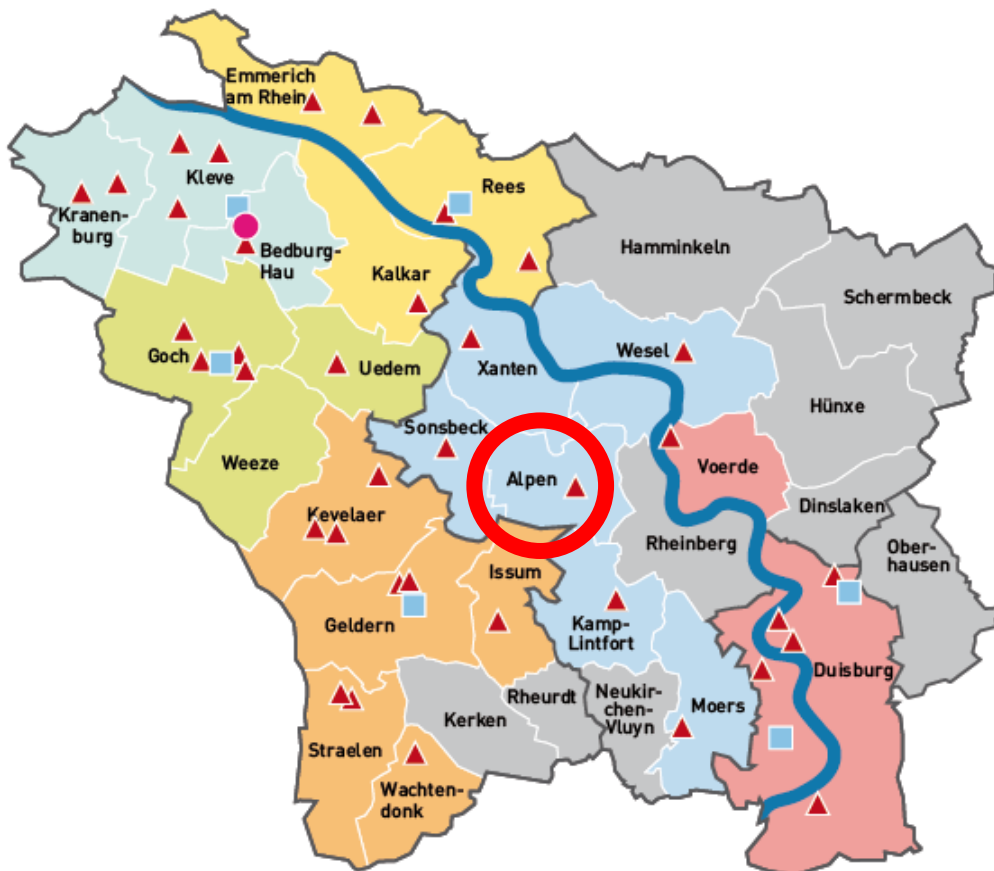 Emmerich
am Rhein
Rees
Kleve
Kranen-
burg
Bedburg-
Hau
Kalkar
Hamminkeln
Schermbeck
Goch
Uedem
Xanten
Wesel
Hünxe
Sonsbeck
Weeze
Alpen
Voerde
Dinslaken
Kevelaer
Rheinberg
Ober-
hausen
Issum
Geldern
Kamp-
Lintfort
Duisburg
Rheurdt
Neukir-
chen-
Vluyn
Moers
Kerken
Straelen
Wachten-
donk